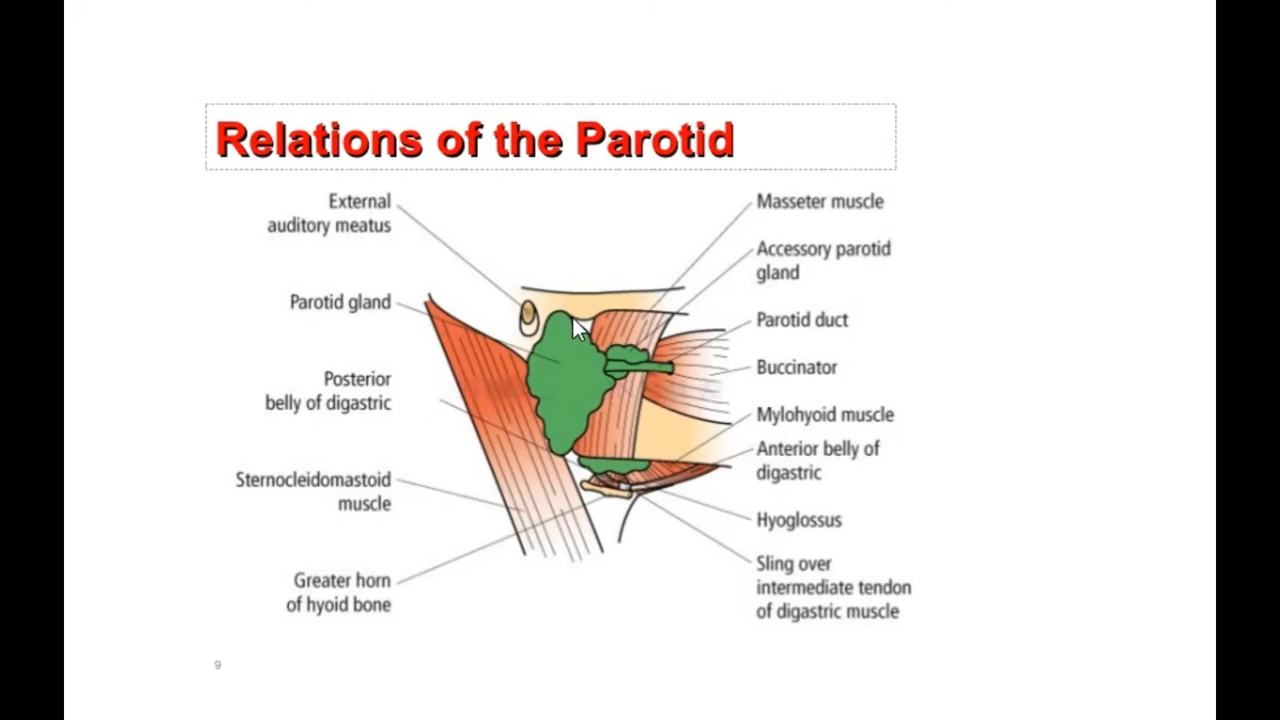 Relations of the Parotid
External
auditory meatus
Parotid gland
Posterior
belly of digastric
Sternocleidomastoid
muscle
Greater horn
of hyoid bone
Masseter muscle
Accessory parotid
gland
Parotid duct
Buccinator
Mylohyoid muscle
Anterior belly of
digastric
Hyoglossus
Sling over
intermediate tendon
of digastric muscle
9